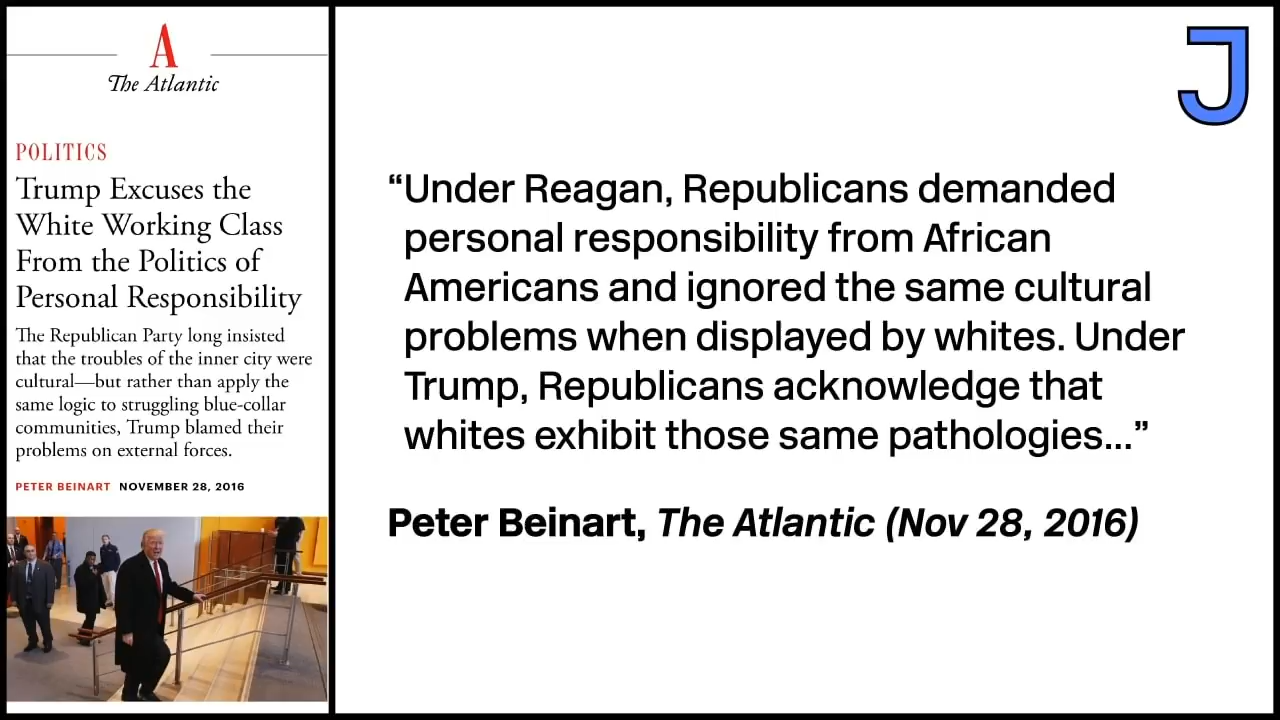 A
The Atlantic
POLITICS
Trump Excuses the
White Working Class
From the Politics of
Personal Responsibility
The Republican Party long insisted
that the troubles of the inner city were
cultural—but rather than apply the
same logic to struggling blue-collar
communities, Trump blamed their
problems on external forces.
PETER BEINART NOVEMBER 28, 2016
J
“Under Reagan, Republicans demanded
personal responsibility from African
Americans and ignored the same cultural
problems when displayed by whites. Under
Trump, Republicans acknowledge that
whites exhibit those same pathologies...”
Peter Beinart, The Atlantic (Nov 28, 2016)